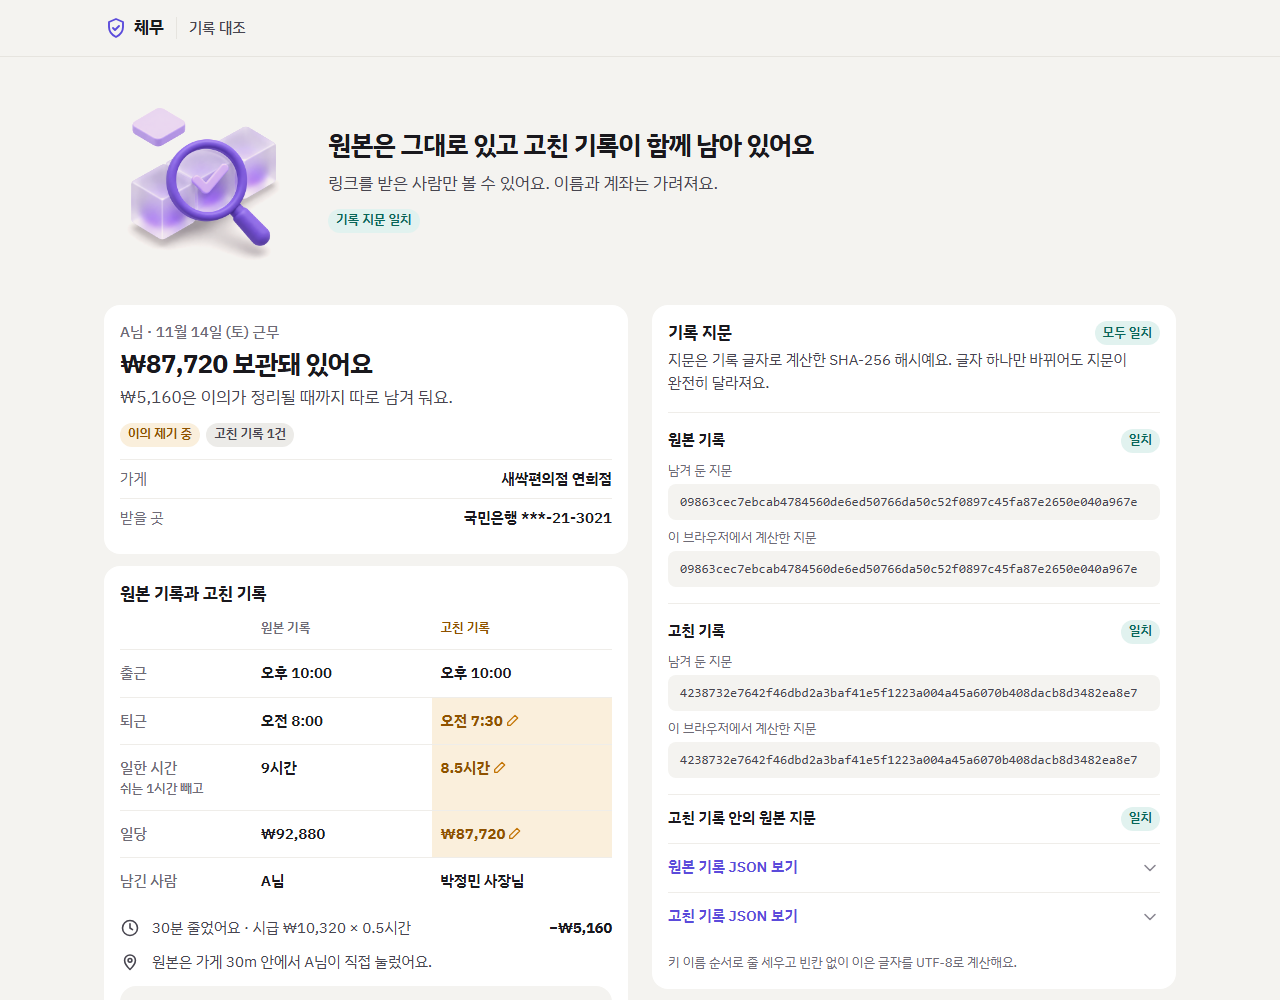 체무
기록 대조
원본은 그대로 있고 고친 기록이 함께 남아 있어요
링크를 받은 사람만 볼 수 있어요. 이름과 계좌는 가려져요.
기록 지문 일치
A님 · 11월 14일 (토) 근무
₩87,720 보관돼 있어요
₩5,160은 이의가 정리될 때까지 따로 남겨 둬요.
이의 제기 중
고친 기록 1건
가게 새싹편의점 연희점
받을 곳 국민은행 ***-21-3021
원본 기록과 고친 기록
원본 기록 고친 기록
출근 오후 10:00 오후 10:00
퇴근 오전 8:00 오전 7:30
일한 시간 9시간 8.5시간
쉬는 1시간 빼고
일당 ₩92,880 ₩87,720
남긴 사람 A님 박정민 사장님
30분 줄었어요 · 시급 ₩10,320 × 0.5시간 −₩5,160
원본은 가게 30m 안에서 A님이 직접 눌렀어요.
기록 지문 모두 일치
지문은 기록 글자로 계산한 SHA-256 해시예요. 글자 하나만 바뀌어도 지문이
완전히 달라져요.
원본 기록 일치
남겨 둔 지문
09863cec7ebcab4784560de6ed50766da50c52f0897c45fa87e2650e040a967e
이 브라우저에서 계산한 지문
09863cec7ebcab4784560de6ed50766da50c52f0897c45fa87e2650e040a967e
고친 기록 일치
남겨 둔 지문
4238732e7642f46dbd2a3baf41e5f1223a004a45a6070b408dacb8d3482ea8e7
이 브라우저에서 계산한 지문
4238732e7642f46dbd2a3baf41e5f1223a004a45a6070b408dacb8d3482ea8e7
고친 기록 안의 원본 지문 일치
원본 기록 JSON 보기
고친 기록 JSON 보기
키 이름 순서로 줄 세우고 빈칸 없이 이은 글자를 UTF-8로 계산해요.